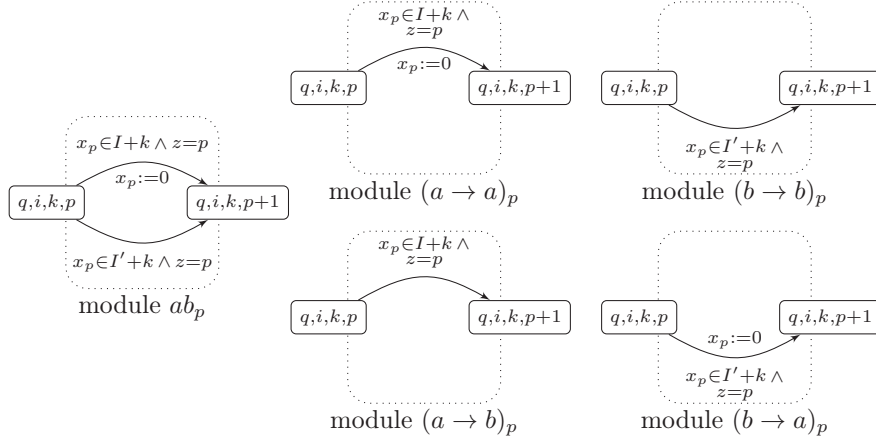 x_p∈I+k ∧ z=p
x_p:=0
q,i,k,p
q,i,k,p+1
x_p∈I'+k ∧ z=p
module ab_p
x_p∈I+k ∧
z=p
x_p:=0
q,i,k,p
q,i,k,p+1
module (a → a)_p
q,i,k,p
q,i,k,p+1
x_p∈I'+k ∧
z=p
module (b → b)_p
x_p∈I+k ∧
z=p
q,i,k,p
q,i,k,p+1
module (a → b)_p
q,i,k,p
q,i,k,p+1
x_p:=0
x_p∈I'+k ∧
z=p
module (b → a)_p